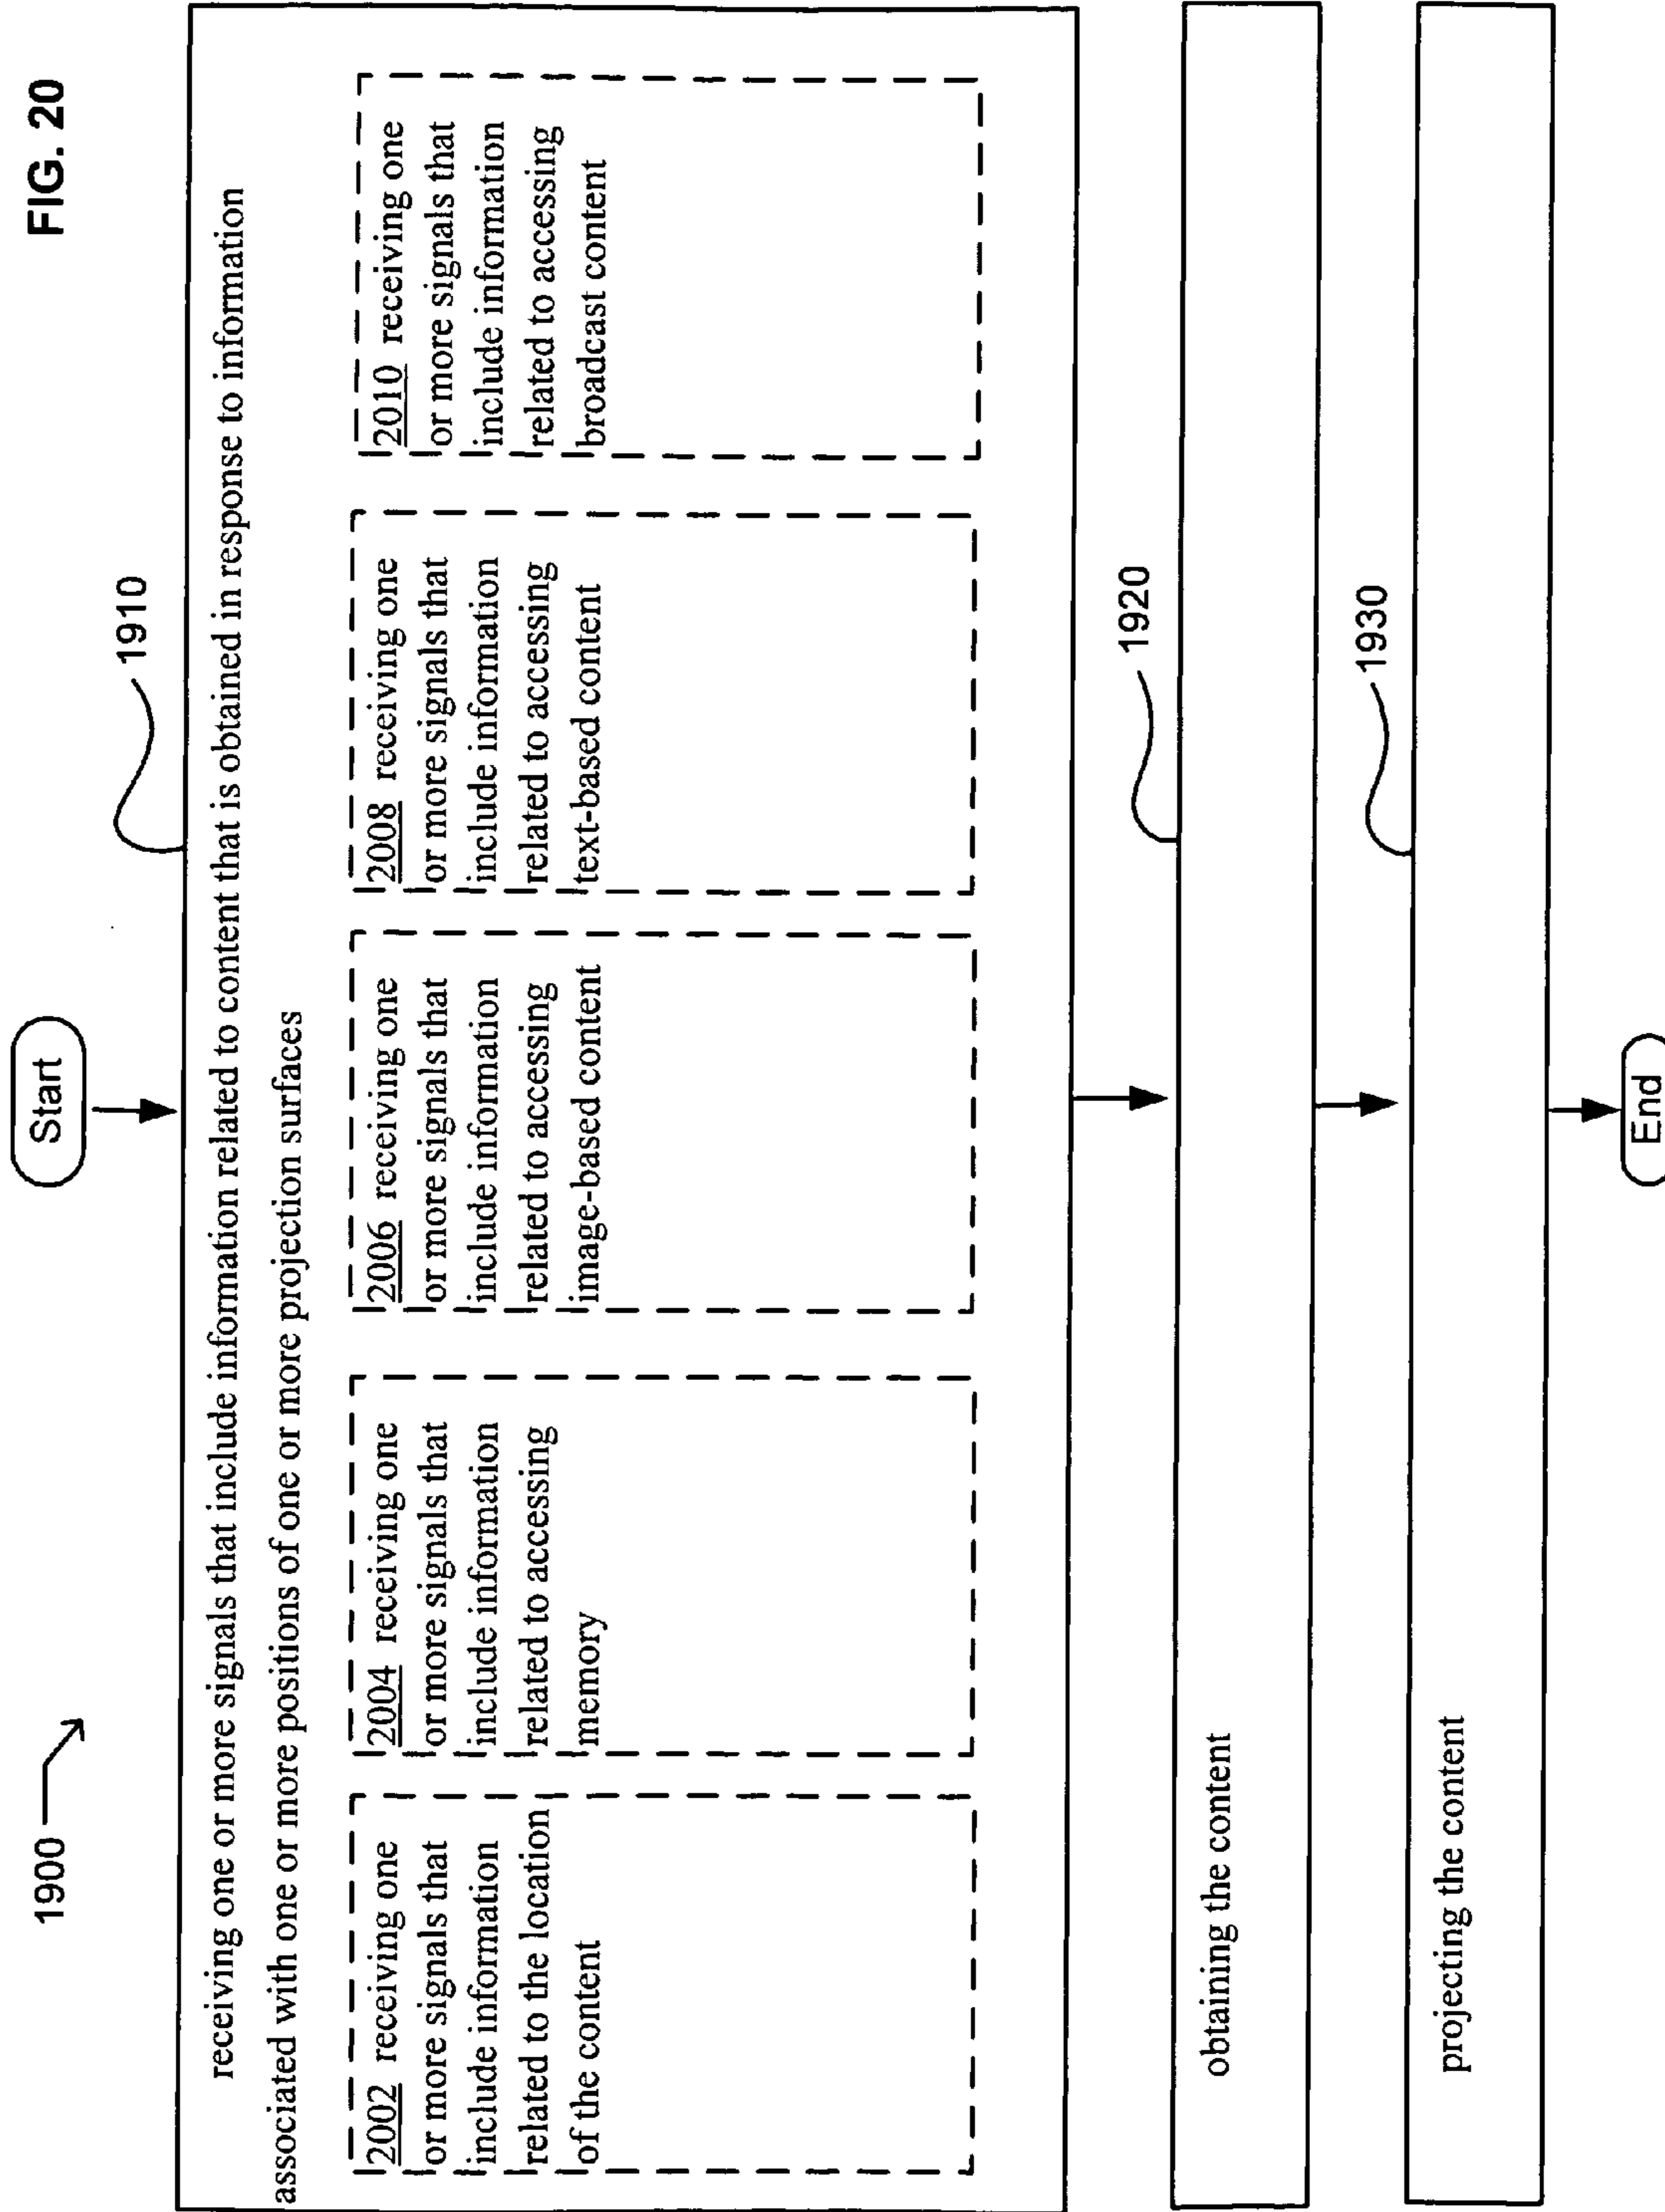 FIG. 20
1900
Start
1910
receiving one or more signals that include information related to content that is obtained in response to information
associated with one or more positions of one or more projection surfaces
2002 receiving one
or more signals that
include information
related to the location
of the content
2004 receiving one
or more signals that
include information
related to accessing
memory
2006 receiving one
or more signals that
include information
related to accessing
image-based content
2008 receiving one
or more signals that
include information
related to accessing
text-based content
2010 receiving one
or more signals that
include information
related to accessing
broadcast content
1920
obtaining the content
1930
projecting the content
End